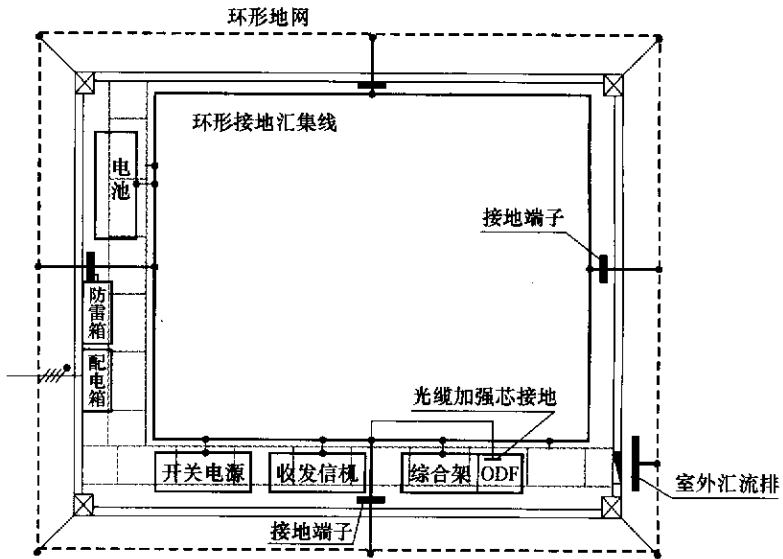 环形地网
环形接地汇集线
电池
接地端子
防雷箱
配电箱
光缆加强芯接地
开关电源
收发信机
综合架
ODF
室外汇流排
接地端子